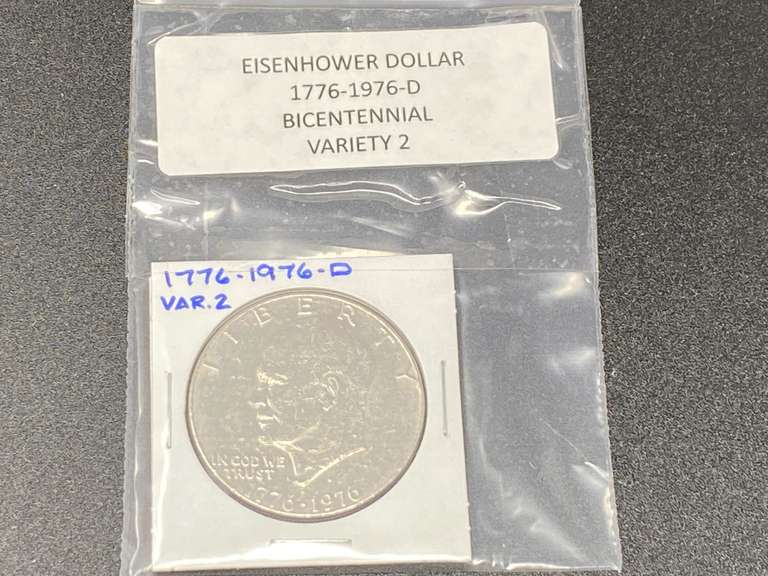 EISENHOWER DOLLAR
1776-1976-D
BICENTENNIAL
VARIETY 2
1776-1976-D
VAR.2
LIBERTY
IN GOD WE
TRUST
1776-1976